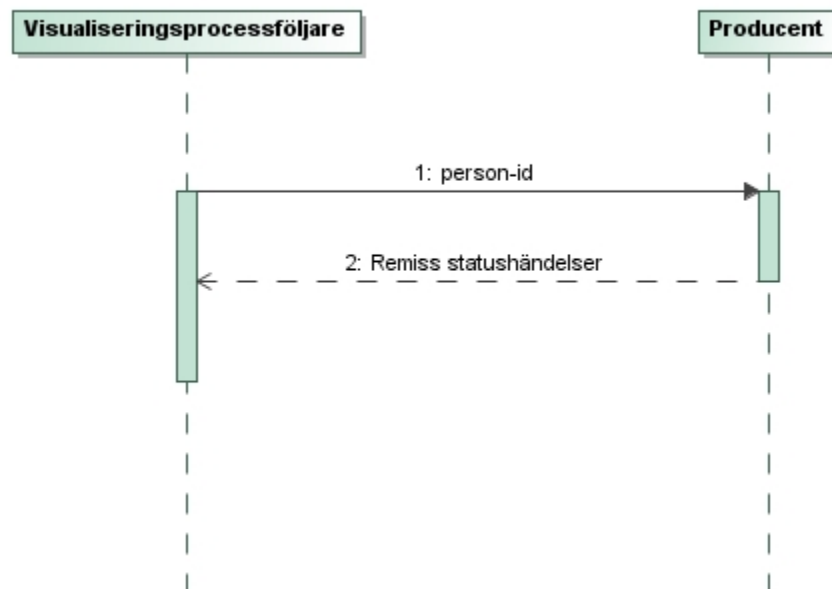 Visualiseringsprocessföljare
Producent
1: person-id
2: Remiss statushändelser